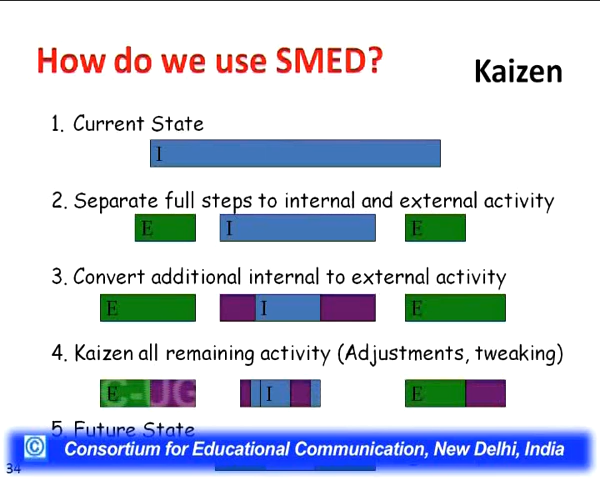 How do we use SMED?
Kaizen
1. Current State
I
2. Separate full steps to internal and external activity
E I E
3. Convert additional internal to external activity
E I E
4. Kaizen all remaining activity (Adjustments, tweaking)
E I E
C-UG
5. Future State
© Consortium for Educational Communication, New Delhi, India
34